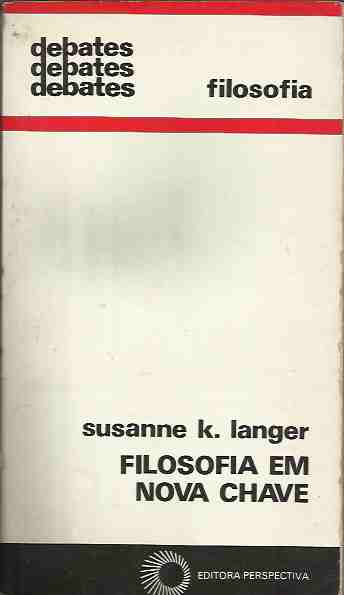 debates
debates
debates filosofia
susanne k. langer
FILOSOFIA EM
NOVA CHAVE
EDITORA PERSPECTIVA